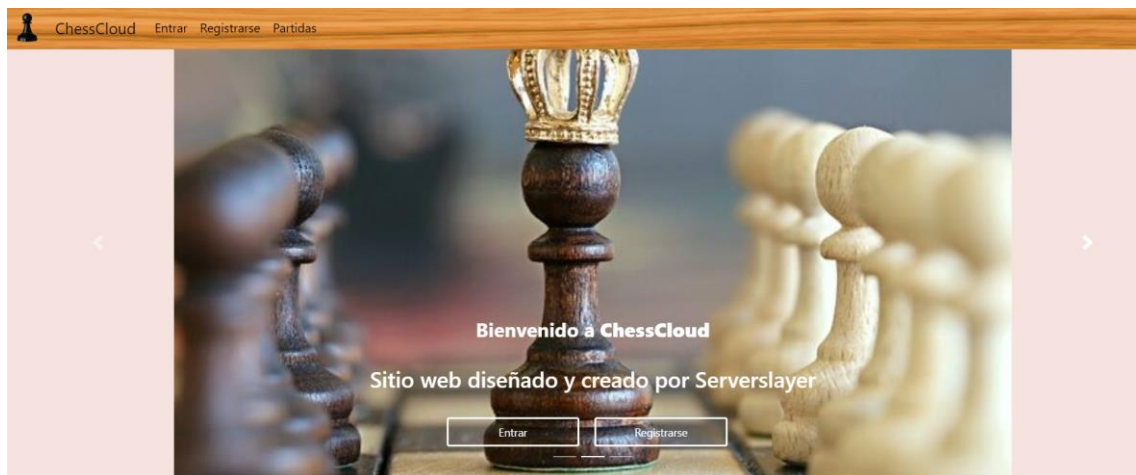 ChessCloud Entrar Registrarse Partidas
Bienvenido a ChessCloud
Sitio web diseñado y creado por Serverslayer
Entrar Registrarse